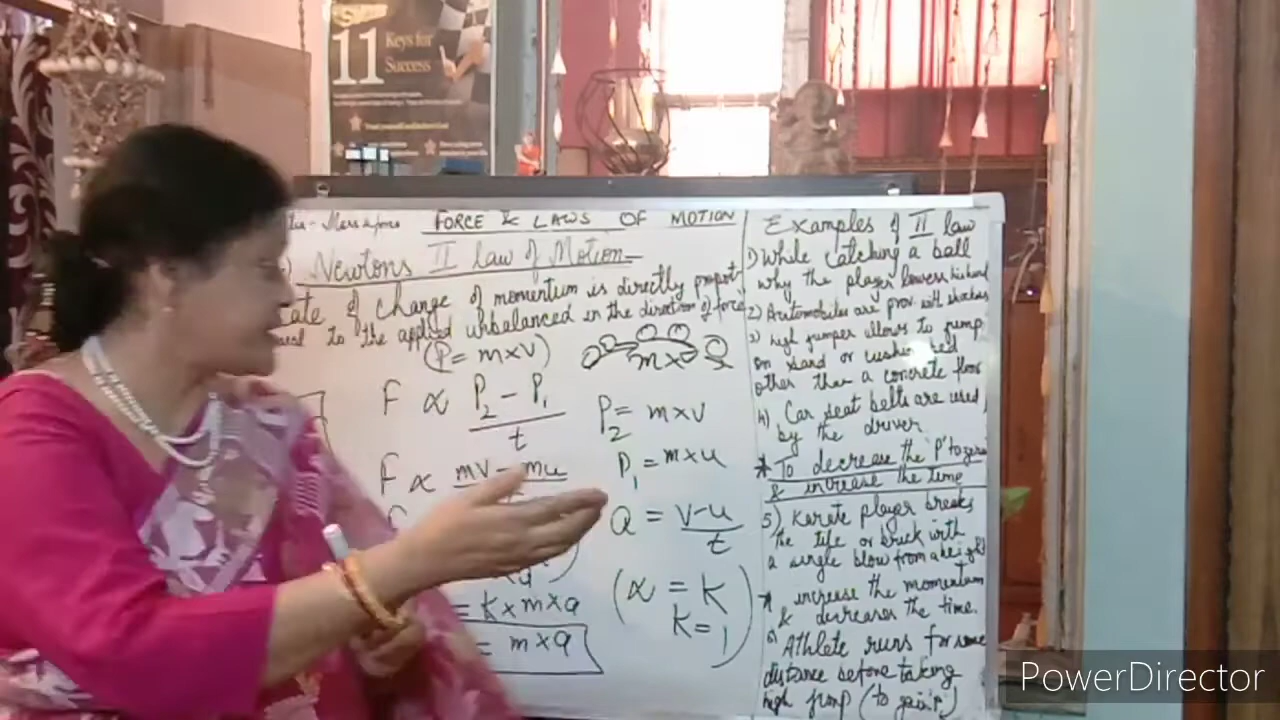 11 Keys for
Success
FORCE & LAWS OF MOTION
Newtons II law of Motion
of change of momentum is directly propot-
to the applied unbalanced in the direction of force
(P = m×v)
m×v
F ∝ P₂ - P₁
t
P₂ = m×v
F ∝ mv - mu
P₁ = m×u
a = v-u
t
(∝ = K
K = 1)
= K×m×a
= m×a
Examples of II law
1) While catching a ball
why the player lowers his hand
2) Automobiles are prov. with shockers
3) high jumper allows to jump
on sand or cushioned bed
other than a concrete floor
4) Car seat belts are used
by the driver.
* To decrease the 'P' to zero
& increase the time
5) Karate player breaks
the tile or brick with
a single blow from a height
* increase the momentum
& decreases the time.
Athlete runs for some
distance before taking
high jump (to gain P)
PowerDirector